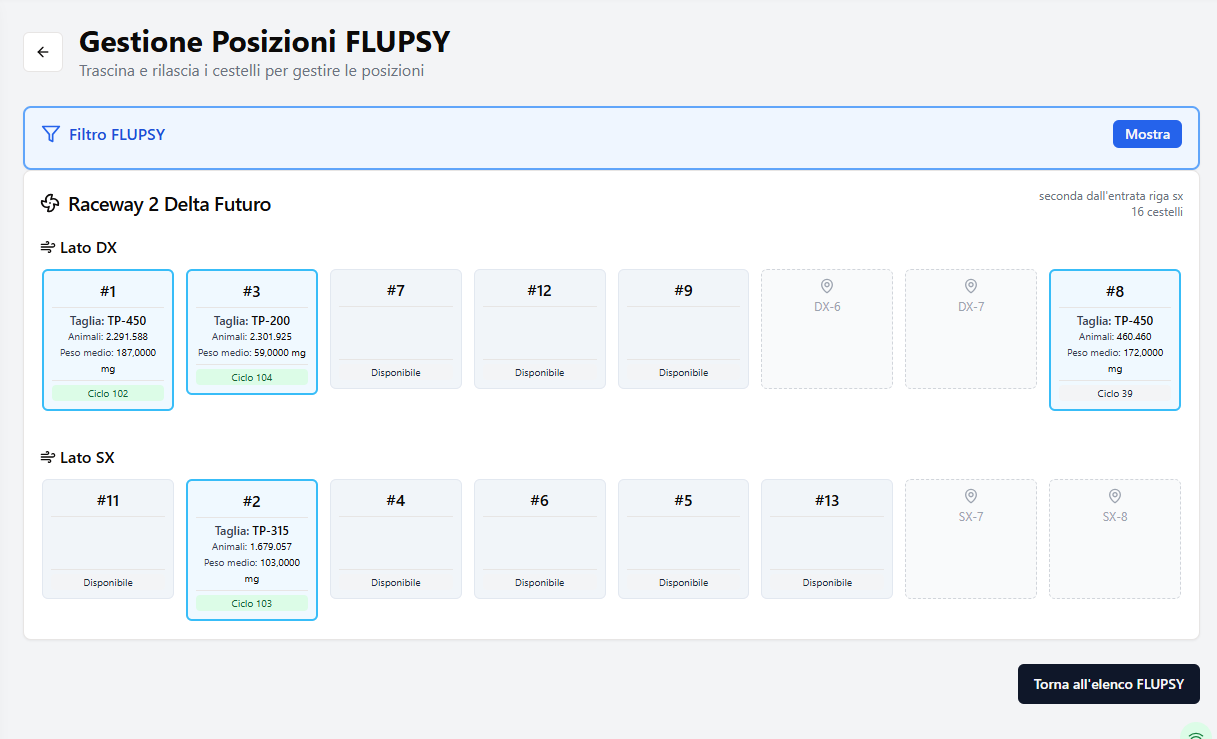 Gestione Posizioni FLUPSY
Trascina e rilascia i cestelli per gestire le posizioni
Filtro FLUPSY
Mostra
Raceway 2 Delta Futuro
seconda dall'entrata riga sx
16 cestelli
Lato DX
#1
Taglia: TP-450
Animali: 2.291.588
Peso medio: 187,0000
mg
Ciclo 102
#3
Taglia: TP-200
Animali: 2.301.925
Peso medio: 59,0000 mg
Ciclo 104
#7
Disponibile
#12
Disponibile
#9
Disponibile
DX-6
DX-7
#8
Taglia: TP-450
Animali: 460.460
Peso medio: 172,0000
mg
Ciclo 39
Lato SX
#11
Disponibile
#2
Taglia: TP-315
Animali: 1.679.057
Peso medio: 103,0000
mg
Ciclo 103
#4
Disponibile
#6
Disponibile
#5
Disponibile
#13
Disponibile
SX-7
SX-8
Torna all'elenco FLUPSY